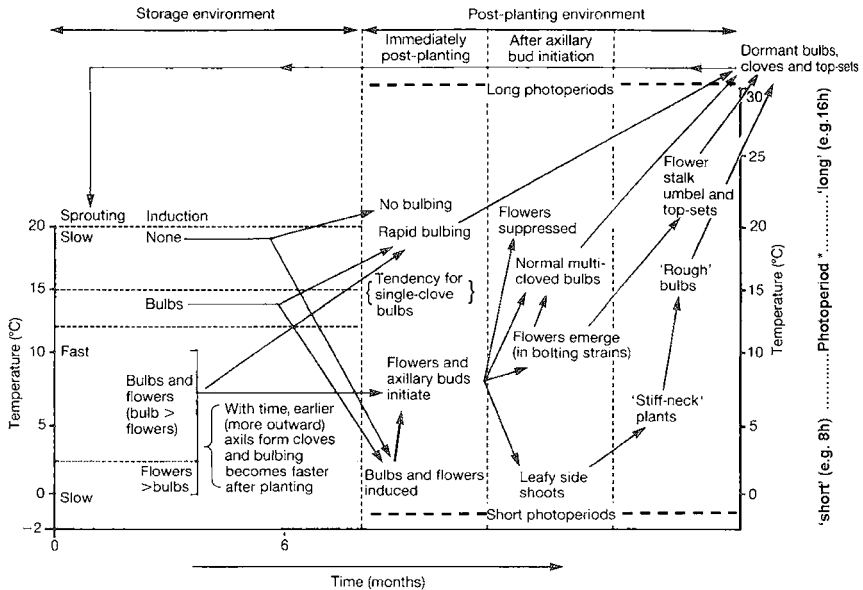 Storage environment
Post-planting environment
Immediately
post-planting
After axillary
bud initiation
Dormant bulbs,
cloves and top-sets
Long photoperiods
Sprouting
Induction
Slow
None
Bulbs
Fast
Bulbs and
flowers
(bulb >
flowers)
Flowers
>bulbs
Slow
With time, earlier
(more outward)
axils form cloves
and bulbing
becomes faster
after planting
No bulbing
Rapid bulbing
Tendency for
single-clove
bulbs
Flowers and
axillary buds
initiate
Bulbs and flowers
induced
Flowers
suppressed
Normal multi-
cloved bulbs
Flowers emerge
(in bolting strains)
Leafy side
shoots
Flower
stalk
umbel and
top-sets
'Rough'
bulbs
'Stiff-neck'
plants
Short photoperiods
20
15
10
5
0
−2
Temperature (°C)
30
25
20
15
10
5
0
Temperature (°C)
'short' (e.g. 8h) ............Photoperiod *............'long' (e.g.16h)
0
6
Time (months)